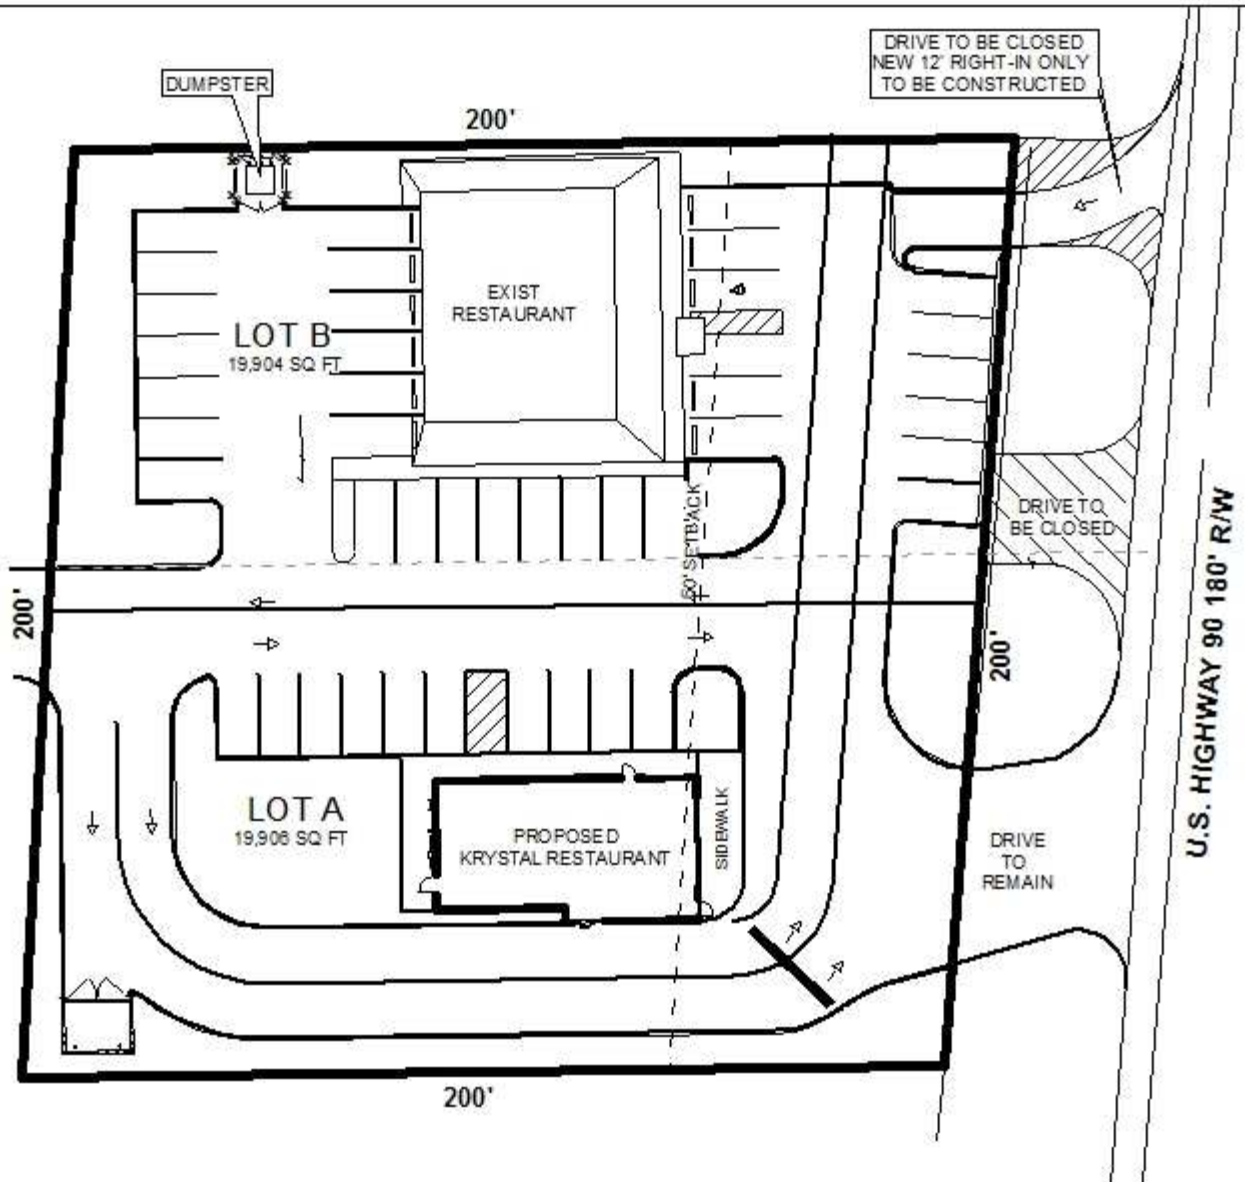 DRIVE TO BE CLOSED
NEW 12' RIGHT-IN ONLY
TO BE CONSTRUCTED
DUMPSTER
200'
EXIST
RESTAURANT
LOT B
19,904 SQ FT
DRIVE TO
BE CLOSED
50' SETBACK
200'
200'
U.S. HIGHWAY 90 180' R/W
LOT A
19,906 SQ FT
PROPOSED
KRYSTAL RESTAURANT
SIDEWALK
DRIVE
TO
REMAIN
200'